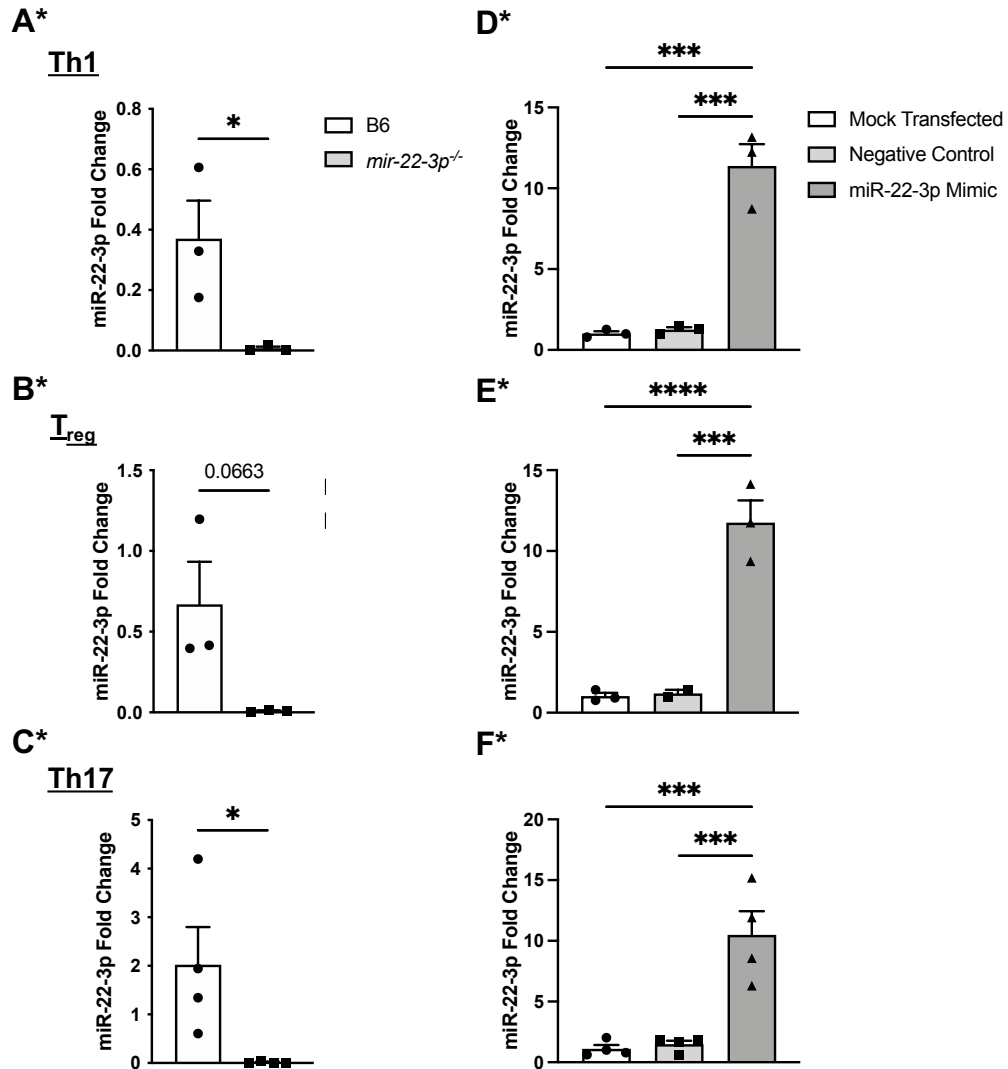 A*
Th1
miR-22-3p Fold Change
0.8
0.6
0.4
0.2
0.0
*
B6
mir-22-3p-/-
D*
miR-22-3p Fold Change
15
10
5
0
***
***
Mock Transfected
Negative Control
miR-22-3p Mimic
B*
Treg
miR-22-3p Fold Change
1.5
1.0
0.5
0.0
0.0663
E*
miR-22-3p Fold Change
15
10
5
0
****
***
C*
Th17
miR-22-3p Fold Change
5
4
3
2
1
0
*
F*
miR-22-3p Fold Change
20
15
10
5
0
***
***